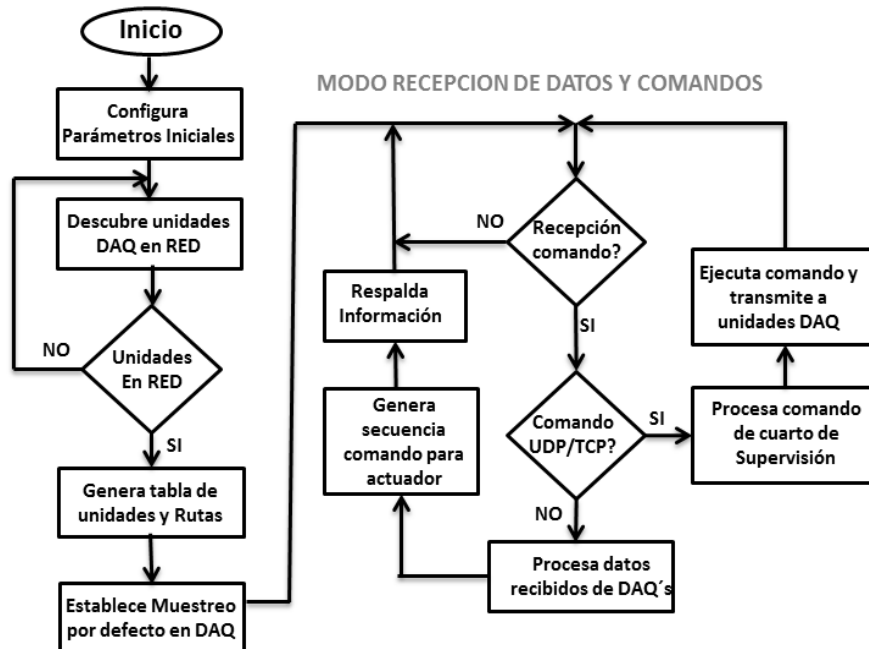 Inicio
Configura
Parámetros Iniciales
Descubre unidades
DAQ en RED
NO
Unidades
En RED
SI
Genera tabla de
unidades y Rutas
Establece Muestreo
por defecto en DAQ
MODO RECEPCION DE DATOS Y COMANDOS
NO
Recepción
comando?
SI
Respalda
Información
Ejecuta comando y
transmite a
unidades DAQ
Genera
secuencia
comando para
actuador
Comando
UDP/TCP?
SI
Procesa comando
de cuarto de
Supervisión
NO
Procesa datos
recibidos de DAQ´s